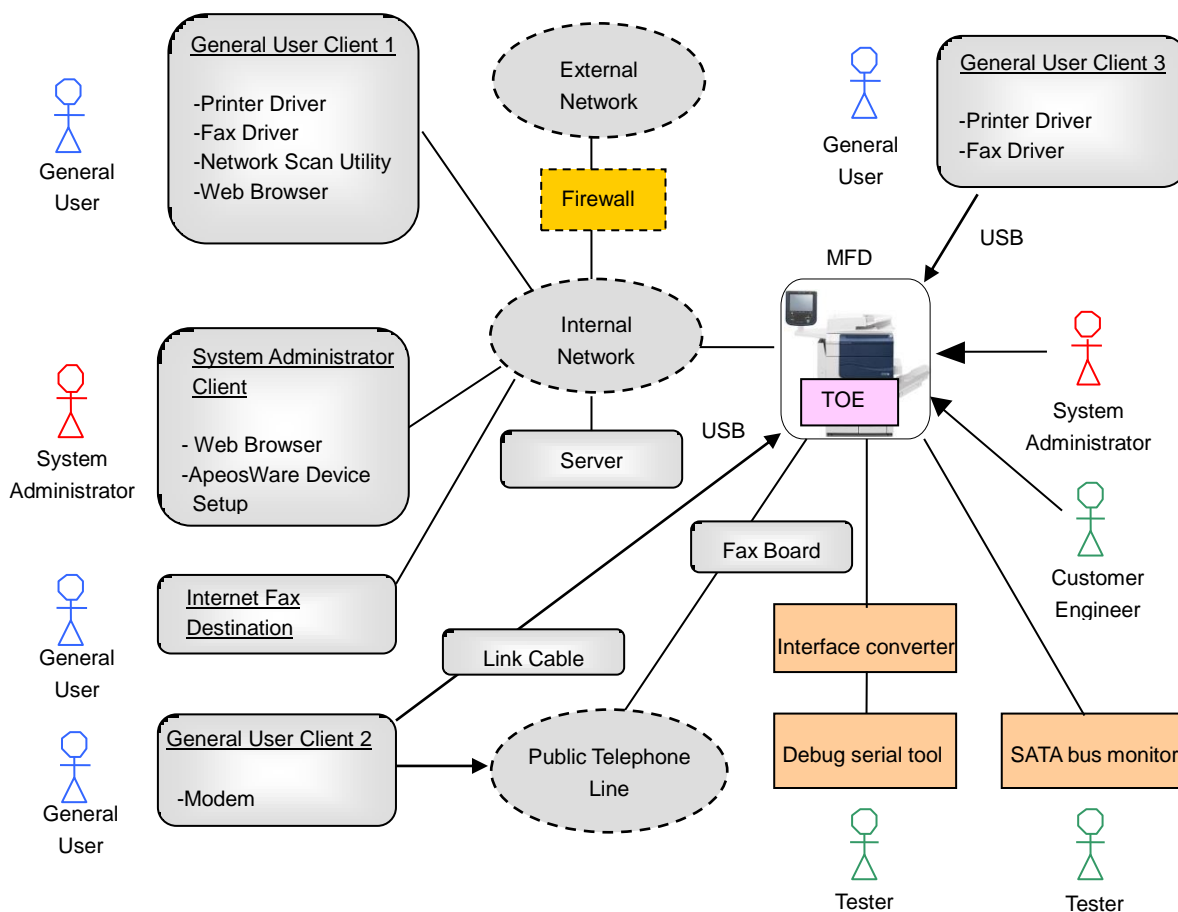 General User Client 1
-Printer Driver
-Fax Driver
-Network Scan Utility
-Web Browser
General
User
External
Network
Firewall
General
User
General User Client 3
-Printer Driver
-Fax Driver
USB
MFD
TOE
Internal
Network
System Administrator
Client
- Web Browser
-ApeosWare Device
Setup
System
Administrator
Server
USB
System
Administrator
Fax Board
Customer
Engineer
Internet Fax
Destination
General
User
Link Cable
Interface converter
General User Client 2
-Modem
General
User
Public Telephone
Line
Debug serial tool
SATA bus monitor
Tester
Tester